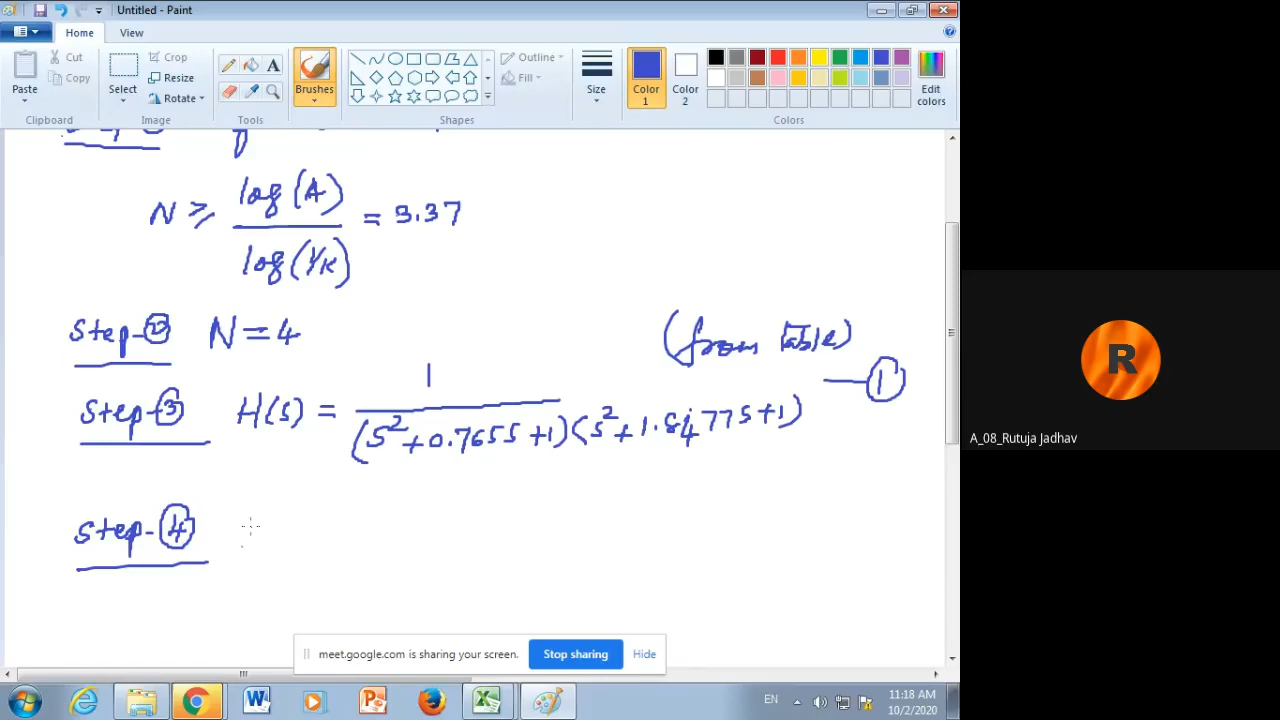 Untitled - Paint
Home
View
Paste
Cut
Copy
Clipboard
Select
Crop
Resize
Rotate
Image
Tools
Brushes
Shapes
Outline
Fill
Size
Color 1
Color 2
Colors
Edit colors
N ≥ log(A) / log(1/K) = 3.37
Step-② N = 4
(from table)
Step-③ H(s) = 1 / (s²+0.765s+1)(s²+1.8477s+1) —①
Step-④
meet.google.com is sharing your screen.
Stop sharing
Hide
R
A_08_Rutuja Jadhav
EN
11:18 AM
10/2/2020